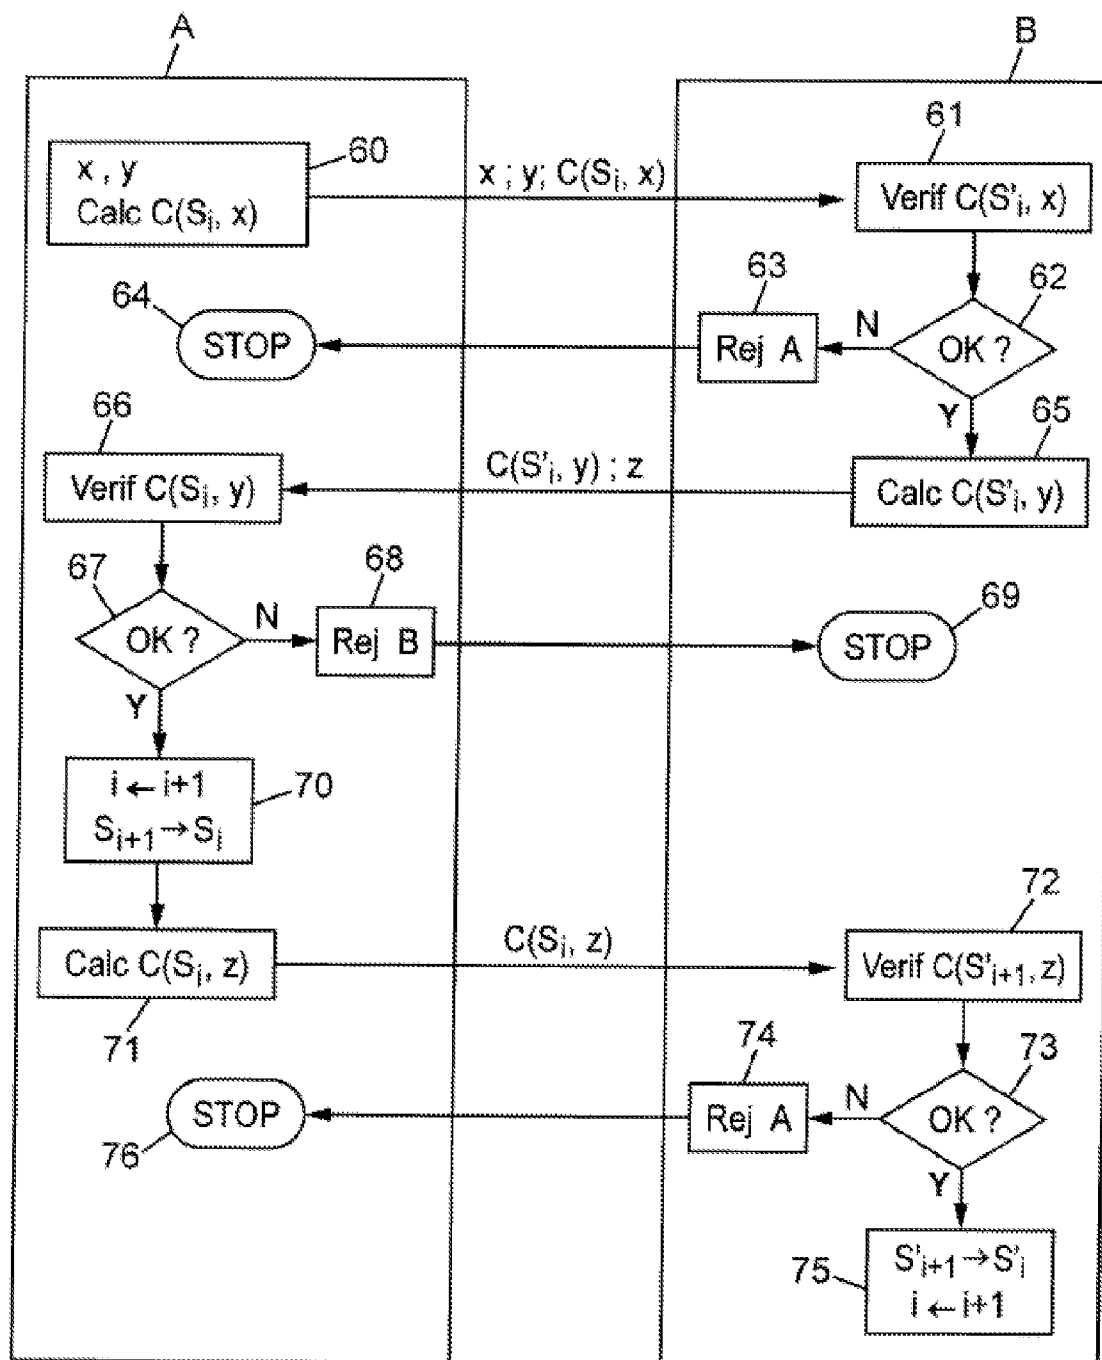 A
B
x , y
Calc C(Sᵢ, x)
60
x ; y; C(Sᵢ, x)
61
Verif C(S'ᵢ, x)
64
STOP
63
Rej A
N
62
OK ?
Y
66
Verif C(Sᵢ, y)
C(S'ᵢ, y) ; z
65
Calc C(S'ᵢ, y)
67
OK ?
N
68
Rej B
69
STOP
Y
i ← i+1
Sᵢ₊₁ → Sᵢ
70
Calc C(Sᵢ, z)
71
C(Sᵢ, z)
72
Verif C(S'ᵢ₊₁, z)
STOP
76
74
Rej A
N
73
OK ?
Y
75
S'ᵢ₊₁ → S'ᵢ
i ← i+1